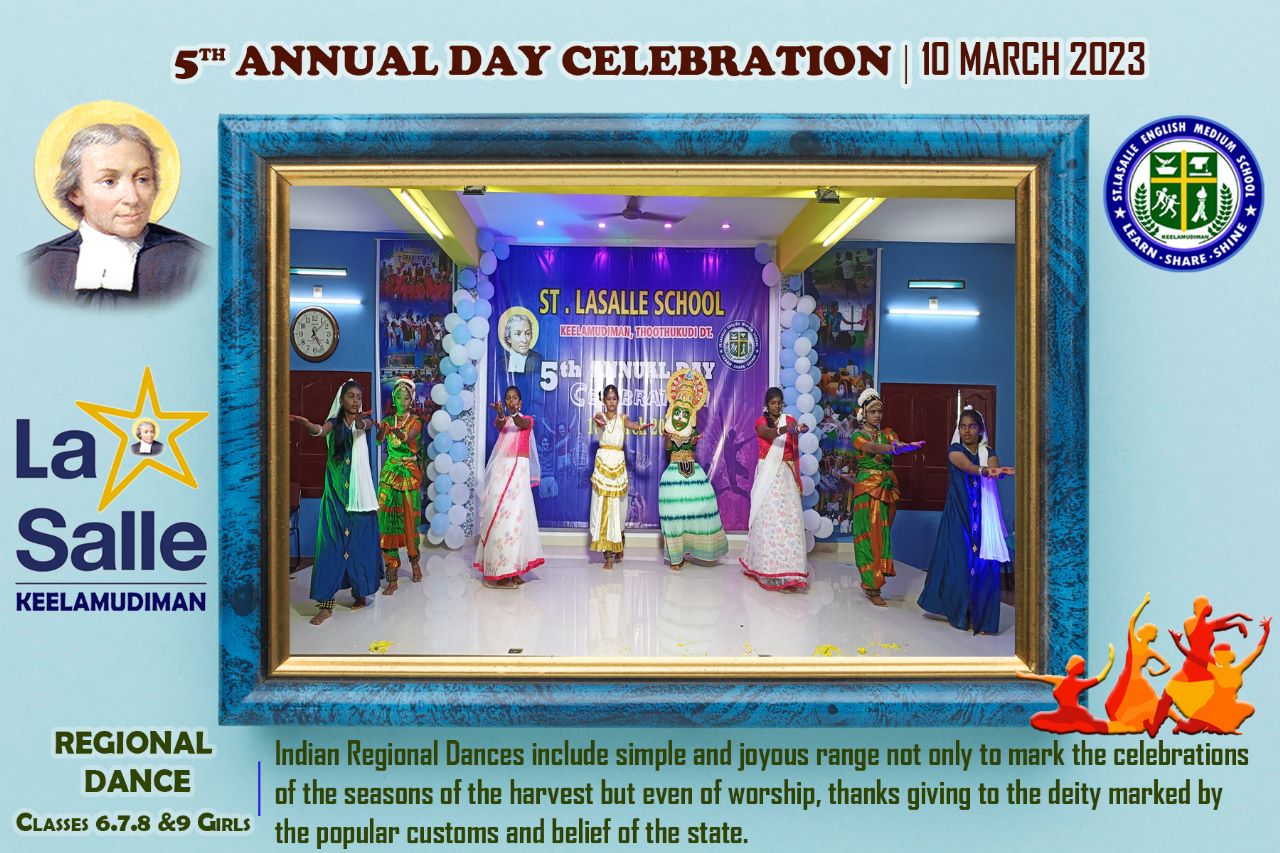 5TH ANNUAL DAY CELEBRATION | 10 MARCH 2023
ST.LASALLE ENGLISH MEDIUM SCHOOL
KEELAMUDIMAN
LEARN · SHARE · SHINE
ST . LASALLE SCHOOL
KEELAMUDIMAN, THOOTHUKUDI DT.
5th ANNUAL DAY
La
Salle
KEELAMUDIMAN
REGIONAL
DANCE
CLASSES 6.7.8 &9 GIRLS
Indian Regional Dances include simple and joyous range not only to mark the celebrations
of the seasons of the harvest but even of worship, thanks giving to the deity marked by
the popular customs and belief of the state.